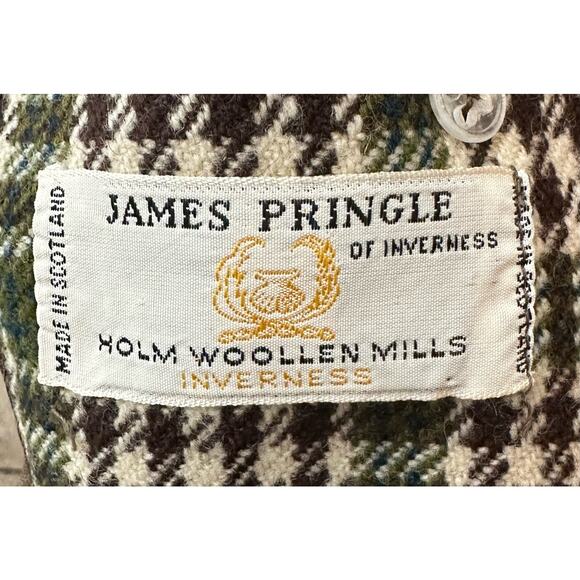 JAMES PRINGLE
OF INVERNESS
HOLM WOOLLEN MILLS
INVERNESS
MADE IN SCOTLAND
MADE IN SCOTLAND